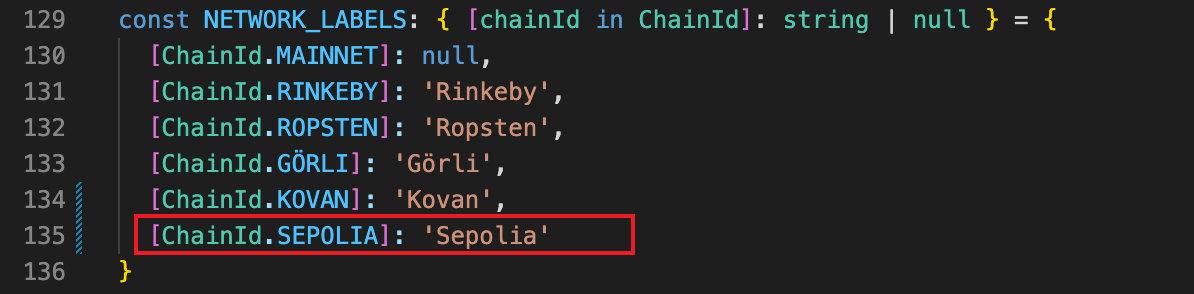 129 const NETWORK_LABELS: { [chainId in ChainId]: string | null } = {
130 [ChainId.MAINNET]: null,
131 [ChainId.RINKEBY]: 'Rinkeby',
132 [ChainId.ROPSTEN]: 'Ropsten',
133 [ChainId.GÖRLI]: 'Görli',
134 [ChainId.KOVAN]: 'Kovan',
135 [ChainId.SEPOLIA]: 'Sepolia'
136 }